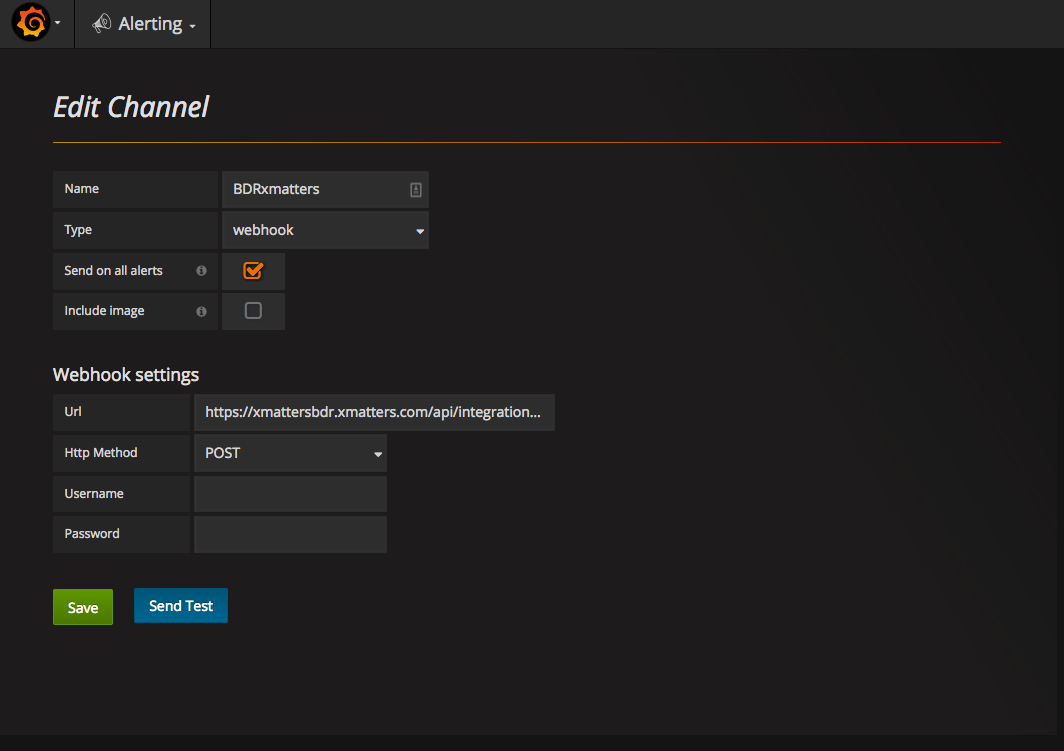 Alerting
Edit Channel
Name BDRxmatters
Type webhook
Send on all alerts
Include image
Webhook settings
Url https://xmattersbdr.xmatters.com/api/integration...
Http Method POST
Username
Password
Save Send Test